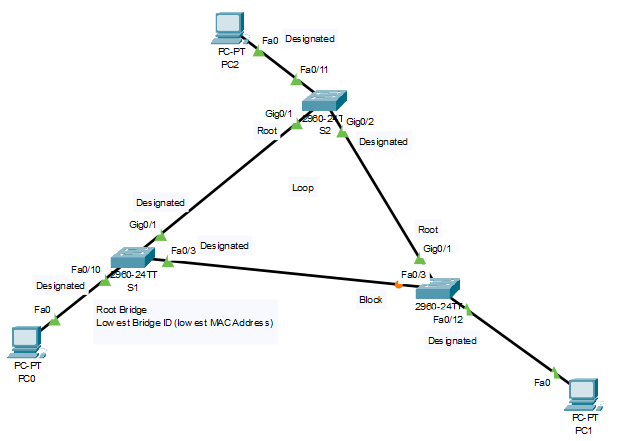 Fa0
Designated
PC-PT
PC2
Fa0/11
Gig0/1
2960-24T
S2
Gig0/2
Root
Designated
Loop
Designated
Gig0/1
Root
Gig0/1
Fa0/3
Designated
Fa0/10
2960-24TT
S1
Designated
Fa0/3
Block
2960-24TT
Fa0/12
Fa0
Root Bridge
Lowest Bridge ID (lowest MAC Address)
Designated
PC-PT
PC0
Fa0
PC-PT
PC1